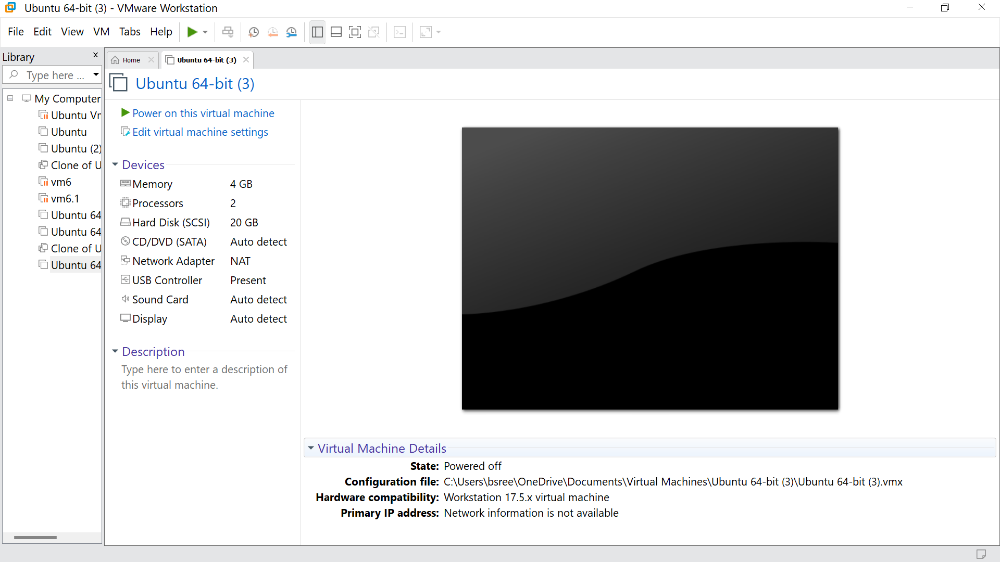 Ubuntu 64-bit (3) - VMware Workstation
File Edit View VM Tabs Help
Library
Type here ...
My Computer
Ubuntu Vr
Ubuntu
Ubuntu (2)
Clone of U
vm6
vm6.1
Ubuntu 64
Ubuntu 64
Clone of U
Ubuntu 64
Home
Ubuntu 64-bit (3)
Ubuntu 64-bit (3)
Power on this virtual machine
Edit virtual machine settings
Devices
Memory 4 GB
Processors 2
Hard Disk (SCSI) 20 GB
CD/DVD (SATA) Auto detect
Network Adapter NAT
USB Controller Present
Sound Card Auto detect
Display Auto detect
Description
Type here to enter a description of
this virtual machine.
Virtual Machine Details
State: Powered off
Configuration file: C:\Users\bsree\OneDrive\Documents\Virtual Machines\Ubuntu 64-bit (3)\Ubuntu 64-bit (3).vmx
Hardware compatibility: Workstation 17.5.x virtual machine
Primary IP address: Network information is not available